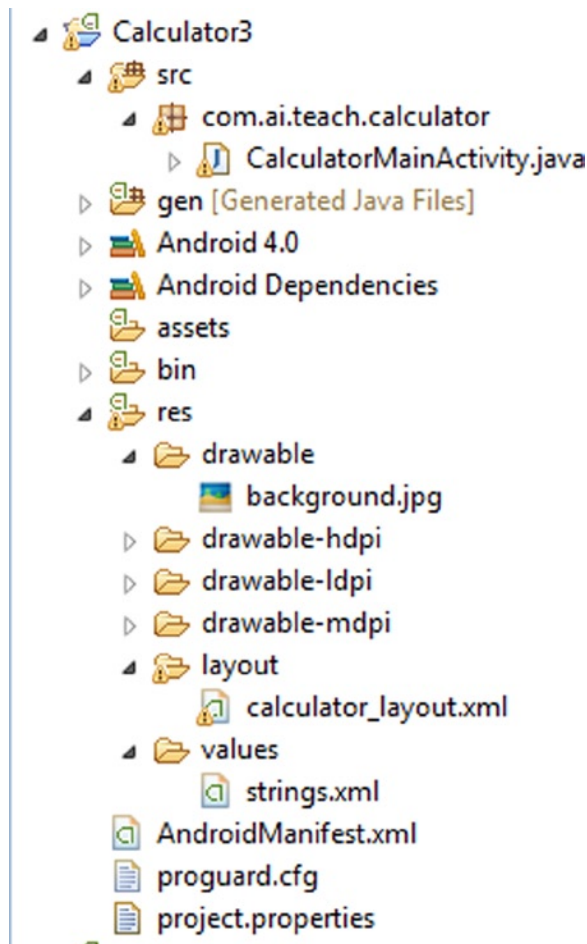 Calculator3
src
com.ai.teach.calculator
CalculatorMainActivity.java
gen [Generated Java Files]
Android 4.0
Android Dependencies
assets
bin
res
drawable
background.jpg
drawable-hdpi
drawable-ldpi
drawable-mdpi
layout
calculator_layout.xml
values
strings.xml
AndroidManifest.xml
proguard.cfg
project.properties